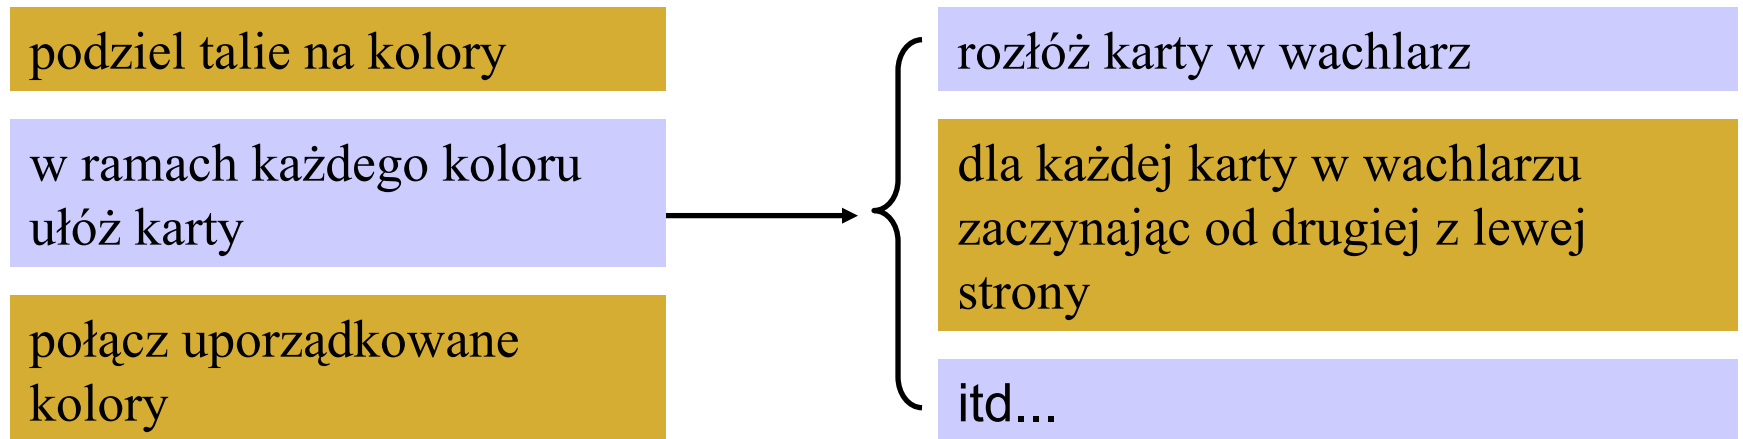 podziel talie na kolory
w ramach każdego koloru
ułóż karty
połącz uporządkowane
kolory
rozłóż karty w wachlarz
dla każdej karty w wachlarzu
zaczynając od drugiej z lewej
strony
itd...